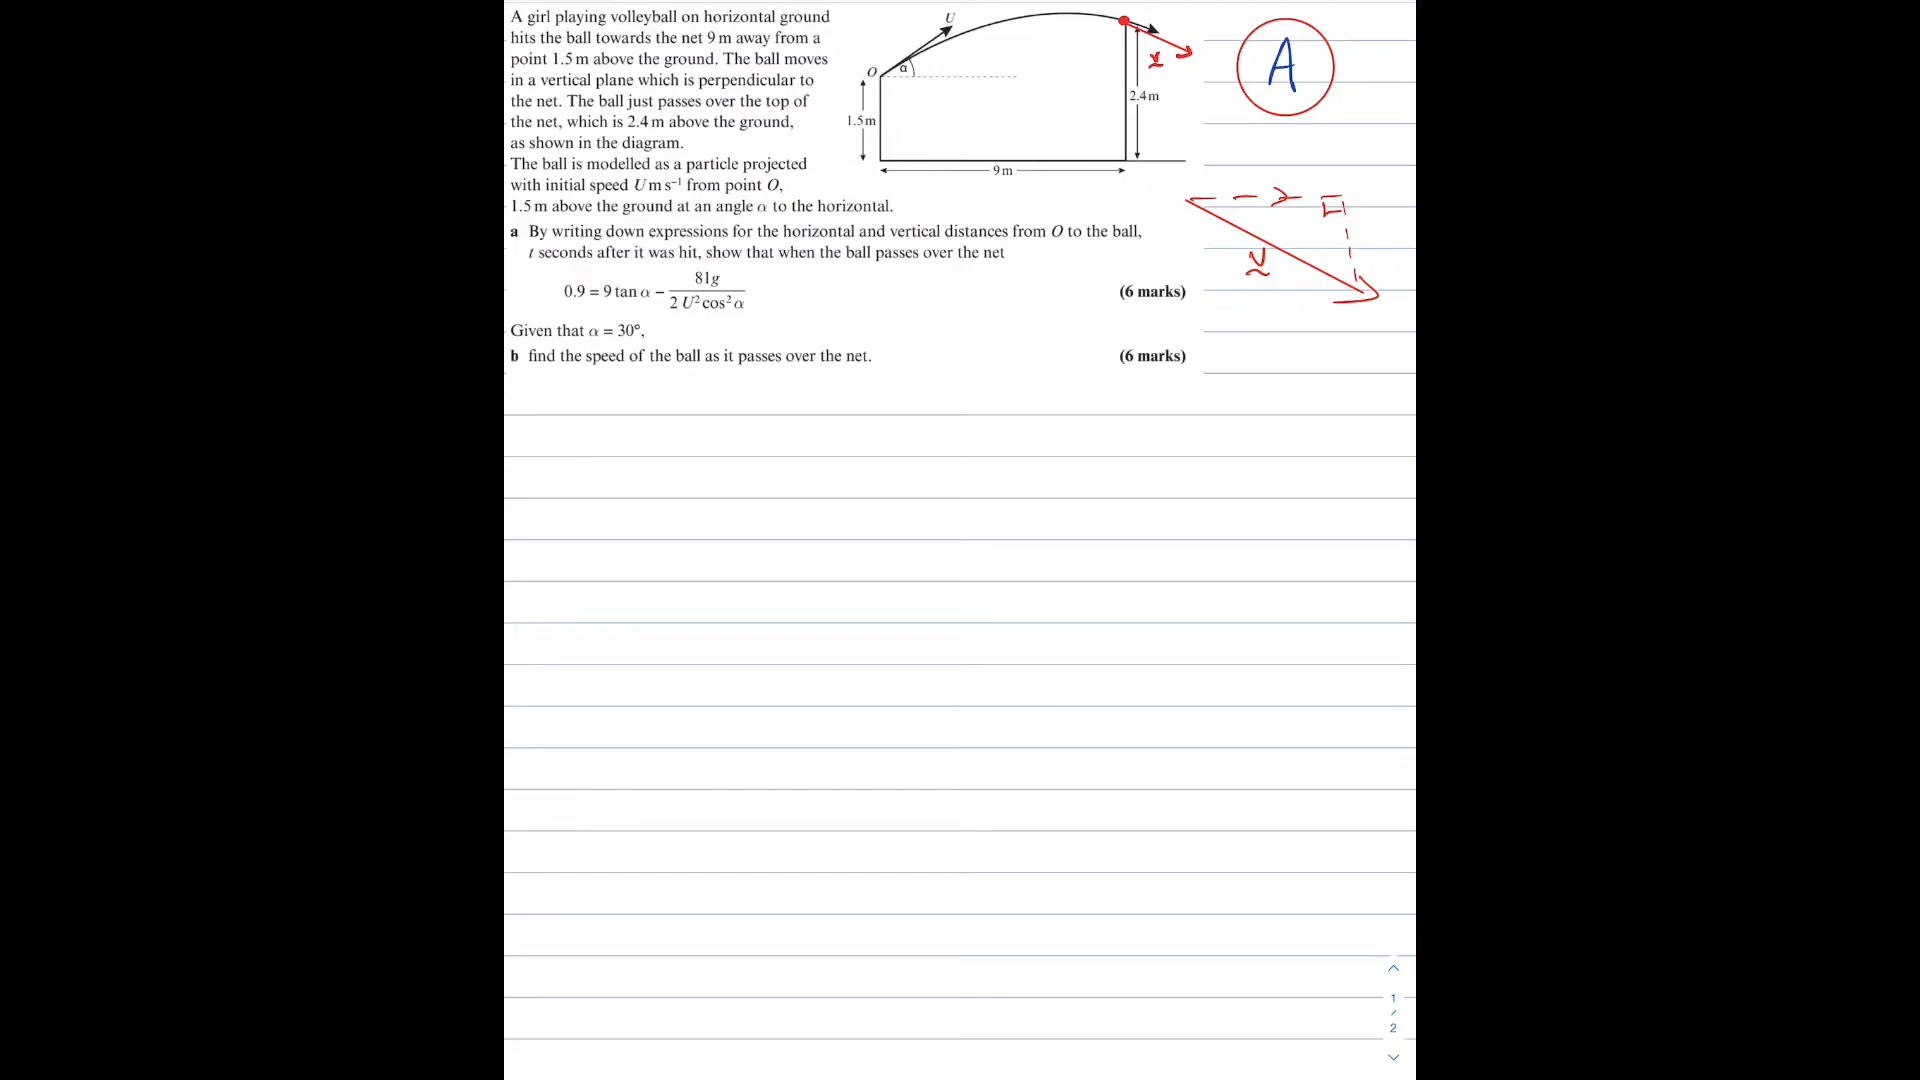 A girl playing volleyball on horizontal ground
hits the ball towards the net 9 m away from a
point 1.5 m above the ground. The ball moves
in a vertical plane which is perpendicular to
the net. The ball just passes over the top of
the net, which is 2.4 m above the ground,
as shown in the diagram.
The ball is modelled as a particle projected
with initial speed U m s⁻¹ from point O,
1.5 m above the ground at an angle α to the horizontal.
U
O
α
1.5 m
2.4 m
9 m
v
A
v
a By writing down expressions for the horizontal and vertical distances from O to the ball,
t seconds after it was hit, show that when the ball passes over the net
0.9 = 9 tan α – 81g / 2 U² cos² α (6 marks)
Given that α = 30°,
b find the speed of the ball as it passes over the net. (6 marks)
1
/
2